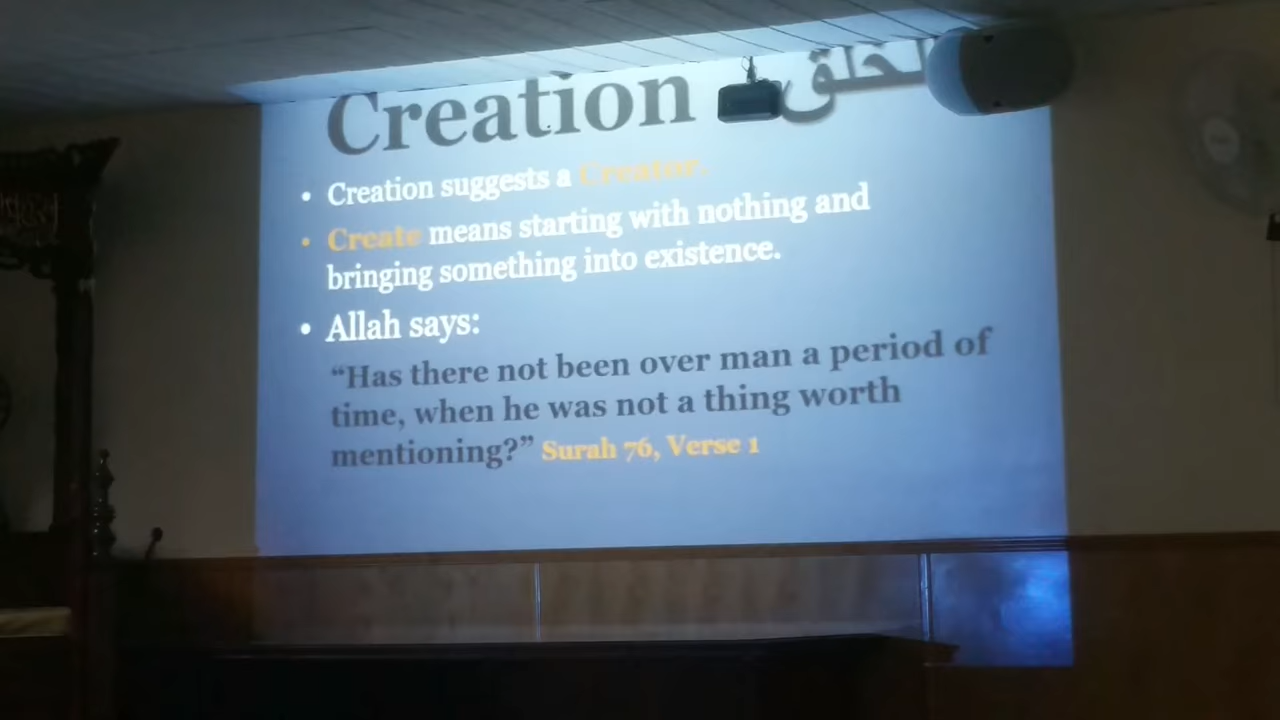 Creation الخلق
• Creation suggests a Creator.
• Create means starting with nothing and
bringing something into existence.
• Allah says:
“Has there not been over man a period of
time, when he was not a thing worth
mentioning?” Surah 76, Verse 1